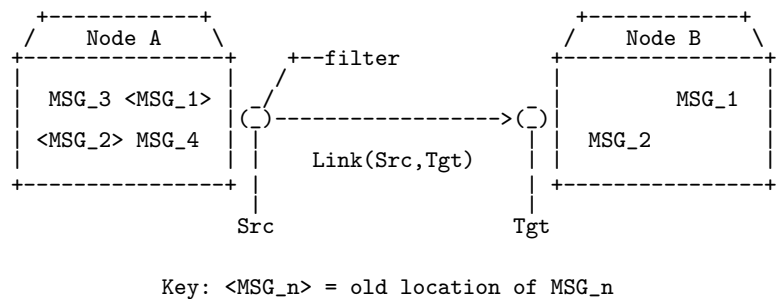 Node A Node B
+--filter
MSG_3 <MSG_1> MSG_1
<MSG_2> MSG_4 MSG_2
Link(Src,Tgt)
Src Tgt
Key: <MSG_n> = old location of MSG_n